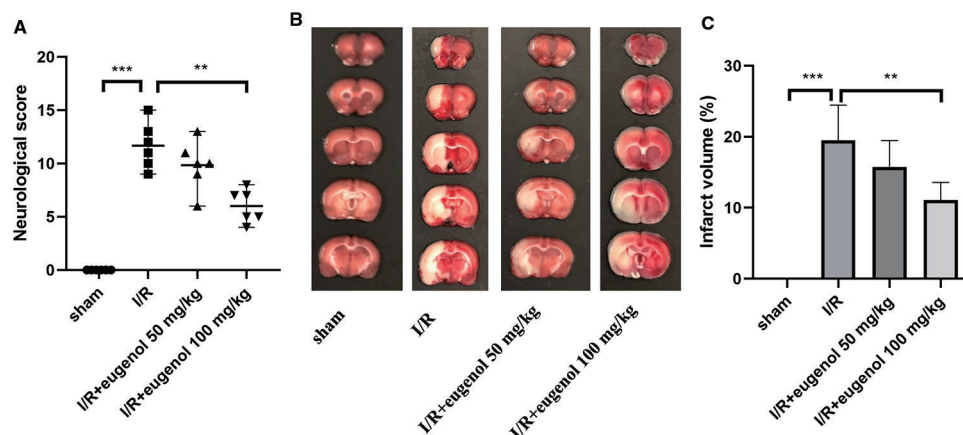 A
Neurological score
20
15
10
5
0
***
**
sham
I/R
I/R+eugenol 50 mg/kg
I/R+eugenol 100 mg/kg
B
sham
I/R
I/R+eugenol 50 mg/kg
I/R+eugenol 100 mg/kg
C
Infarct volume (%)
30
20
10
0
***
**
sham
I/R
I/R+eugenol 50 mg/kg
I/R+eugenol 100 mg/kg